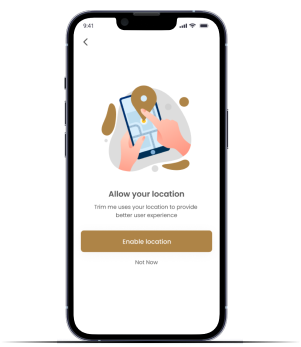 9:41
Allow your location
Trim me uses your location to provide
better user experience
Enable location
Not Now